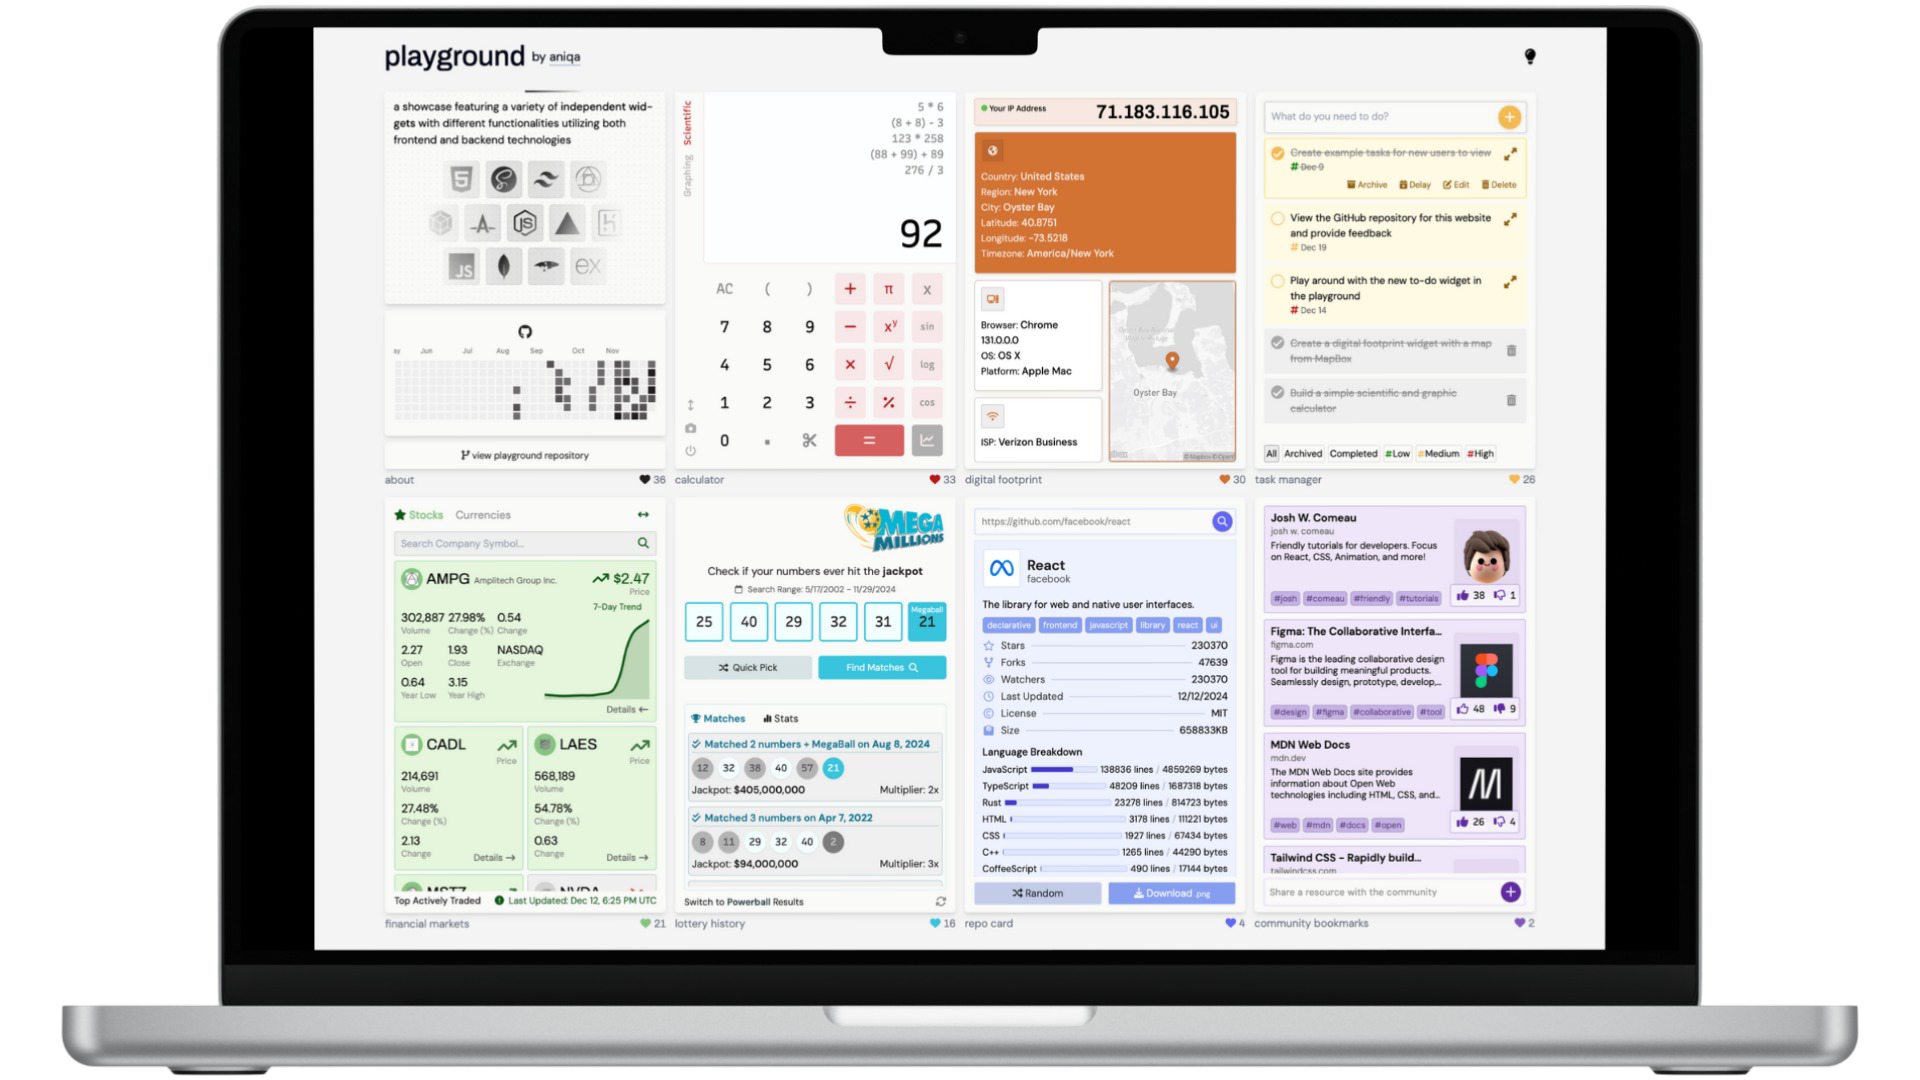 playground by aniqa
a showcase featuring a variety of independent wid-
gets with different functionalities utilizing both
frontend and backend technologies
JS
JS
ex
Jun Jul Aug Sep Oct Nov
view playground repository
about 36
Scientific
Graphing
5 * 6
(8 + 8) - 3
123 * 258
(88 + 99) + 89
276 / 3
92
AC ( ) + π x
7 8 9 − xʸ sin
4 5 6 × √ log
1 2 3 ÷ % cos
0 . =
calculator 33
Your IP Address 71.183.116.105
Country: United States
Region: New York
City: Oyster Bay
Latitude: 40.8751
Longitude: -73.5218
Timezone: America/New York
Browser: Chrome
131.0.0.0
OS: OS X
Platform: Apple Mac
ISP: Verizon Business
Oyster Bay
digital footprint 30
What do you need to do?
Create example tasks for new users to view
# Dec 9
Archive Delay Edit Delete
View the GitHub repository for this website
and provide feedback
# Dec 19
Play around with the new to-do widget in
the playground
# Dec 14
Create a digital footprint widget with a map
from MapBox
Build a simple scientific and graphic
calculator
All Archived Completed #Low #Medium #High
task manager 26
Stocks Currencies
Search Company Symbol...
AMPG Amplitech Group Inc. $2.47
Price
7-Day Trend
302,887 27.98% 0.54
Volume Change (%) Change
2.27 1.93 NASDAQ
Open Close Exchange
0.64 3.15
Year Low Year High
Details ←
CADL
Price
214,691
Volume
27.48%
Change (%)
2.13
Change
Details →
LAES
Price
568,189
Volume
54.78%
Change (%)
0.63
Change
Details →
Top Actively Traded Last Updated: Dec 12, 6:25 PM UTC
financial markets 21
MEGA
MILLIONS
Check if your numbers ever hit the jackpot
Search Range: 5/17/2002 - 11/29/2024
Megaball
25 40 29 32 31 21
Quick Pick Find Matches
Matches Stats
Matched 2 numbers + MegaBall on Aug 8, 2024
12 32 38 40 57 21
Jackpot: $405,000,000 Multiplier: 2x
Matched 3 numbers on Apr 7, 2022
8 11 29 32 40 2
Jackpot: $94,000,000 Multiplier: 3x
Switch to Powerball Results
lottery history 16
https://github.com/facebook/react
React
facebook
The library for web and native user interfaces.
declarative frontend javascript library react ui
Stars 230370
Forks 47639
Watchers 230370
Last Updated 12/12/2024
License MIT
Size 658833KB
Language Breakdown
JavaScript 138836 lines / 4859269 bytes
TypeScript 48209 lines / 1687318 bytes
Rust 23278 lines / 814723 bytes
HTML 3178 lines / 111221 bytes
CSS 1927 lines / 67434 bytes
C++ 1265 lines / 44290 bytes
CoffeeScript 490 lines / 17144 bytes
Random Download .png
repo card 4
Josh W. Comeau
josh w. comeau
Friendly tutorials for developers. Focus
on React, CSS, Animation, and more!
#josh #comeau #friendly #tutorials 38 1
Figma: The Collaborative Interfa...
figma.com
Figma is the leading collaborative design
tool for building meaningful products.
Seamlessly design, prototype, develop,...
#design #figma #collaborative #tool 48 9
MDN Web Docs
mdn.dev
The MDN Web Docs site provides
information about Open Web
technologies including HTML, CSS, and...
#web #mdn #docs #open 26 4
Tailwind CSS - Rapidly build...
tailwindcss.com
Share a resource with the community
community bookmarks 2